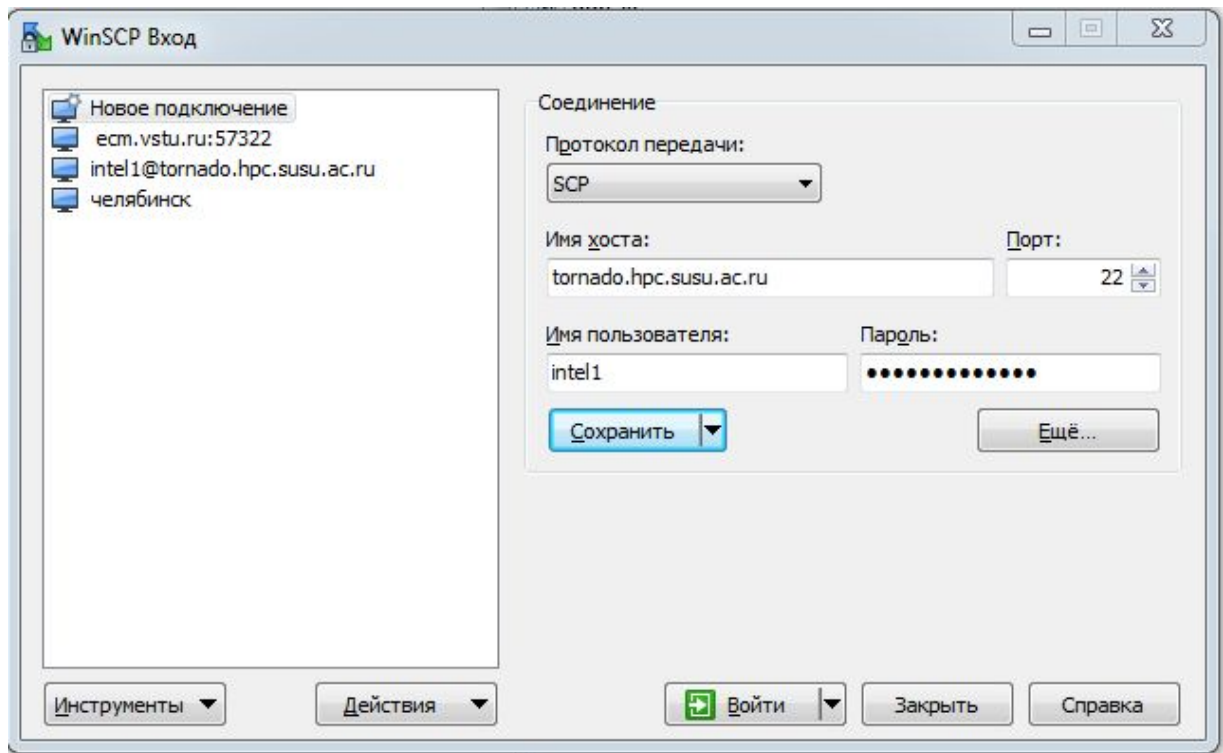 WinSCP Вход
Новое подключение
ecm.vstu.ru:57322
intel1@tornado.hpc.susu.ac.ru
челябинск
Соединение
Протокол передачи:
SCP
Имя хоста:
Порт:
tornado.hpc.susu.ac.ru
22
Имя пользователя:
Пароль:
intel1
•••••••••••••
Сохранить
Ещё...
Инструменты
Действия
Войти
Закрыть
Справка